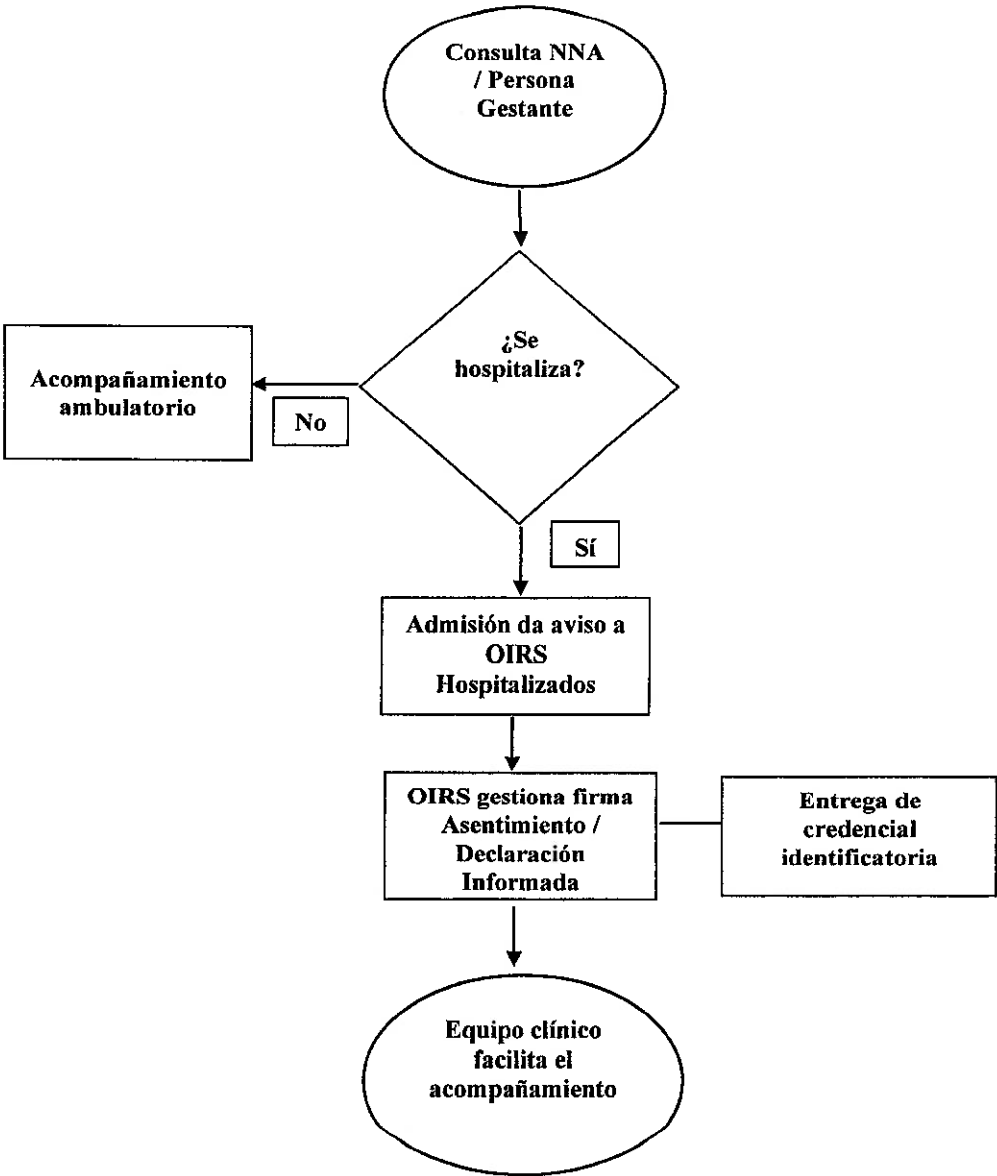 Consulta NNA
/ Persona
Gestante
¿Se
hospitaliza?
Acompañamiento
ambulatorio
No
Sí
Admisión da aviso a
OIRS
Hospitalizados
OIRS gestiona firma
Asentimiento /
Declaración
Informada
Entrega de
credencial
identificatoria
Equipo clínico
facilita el
acompañamiento